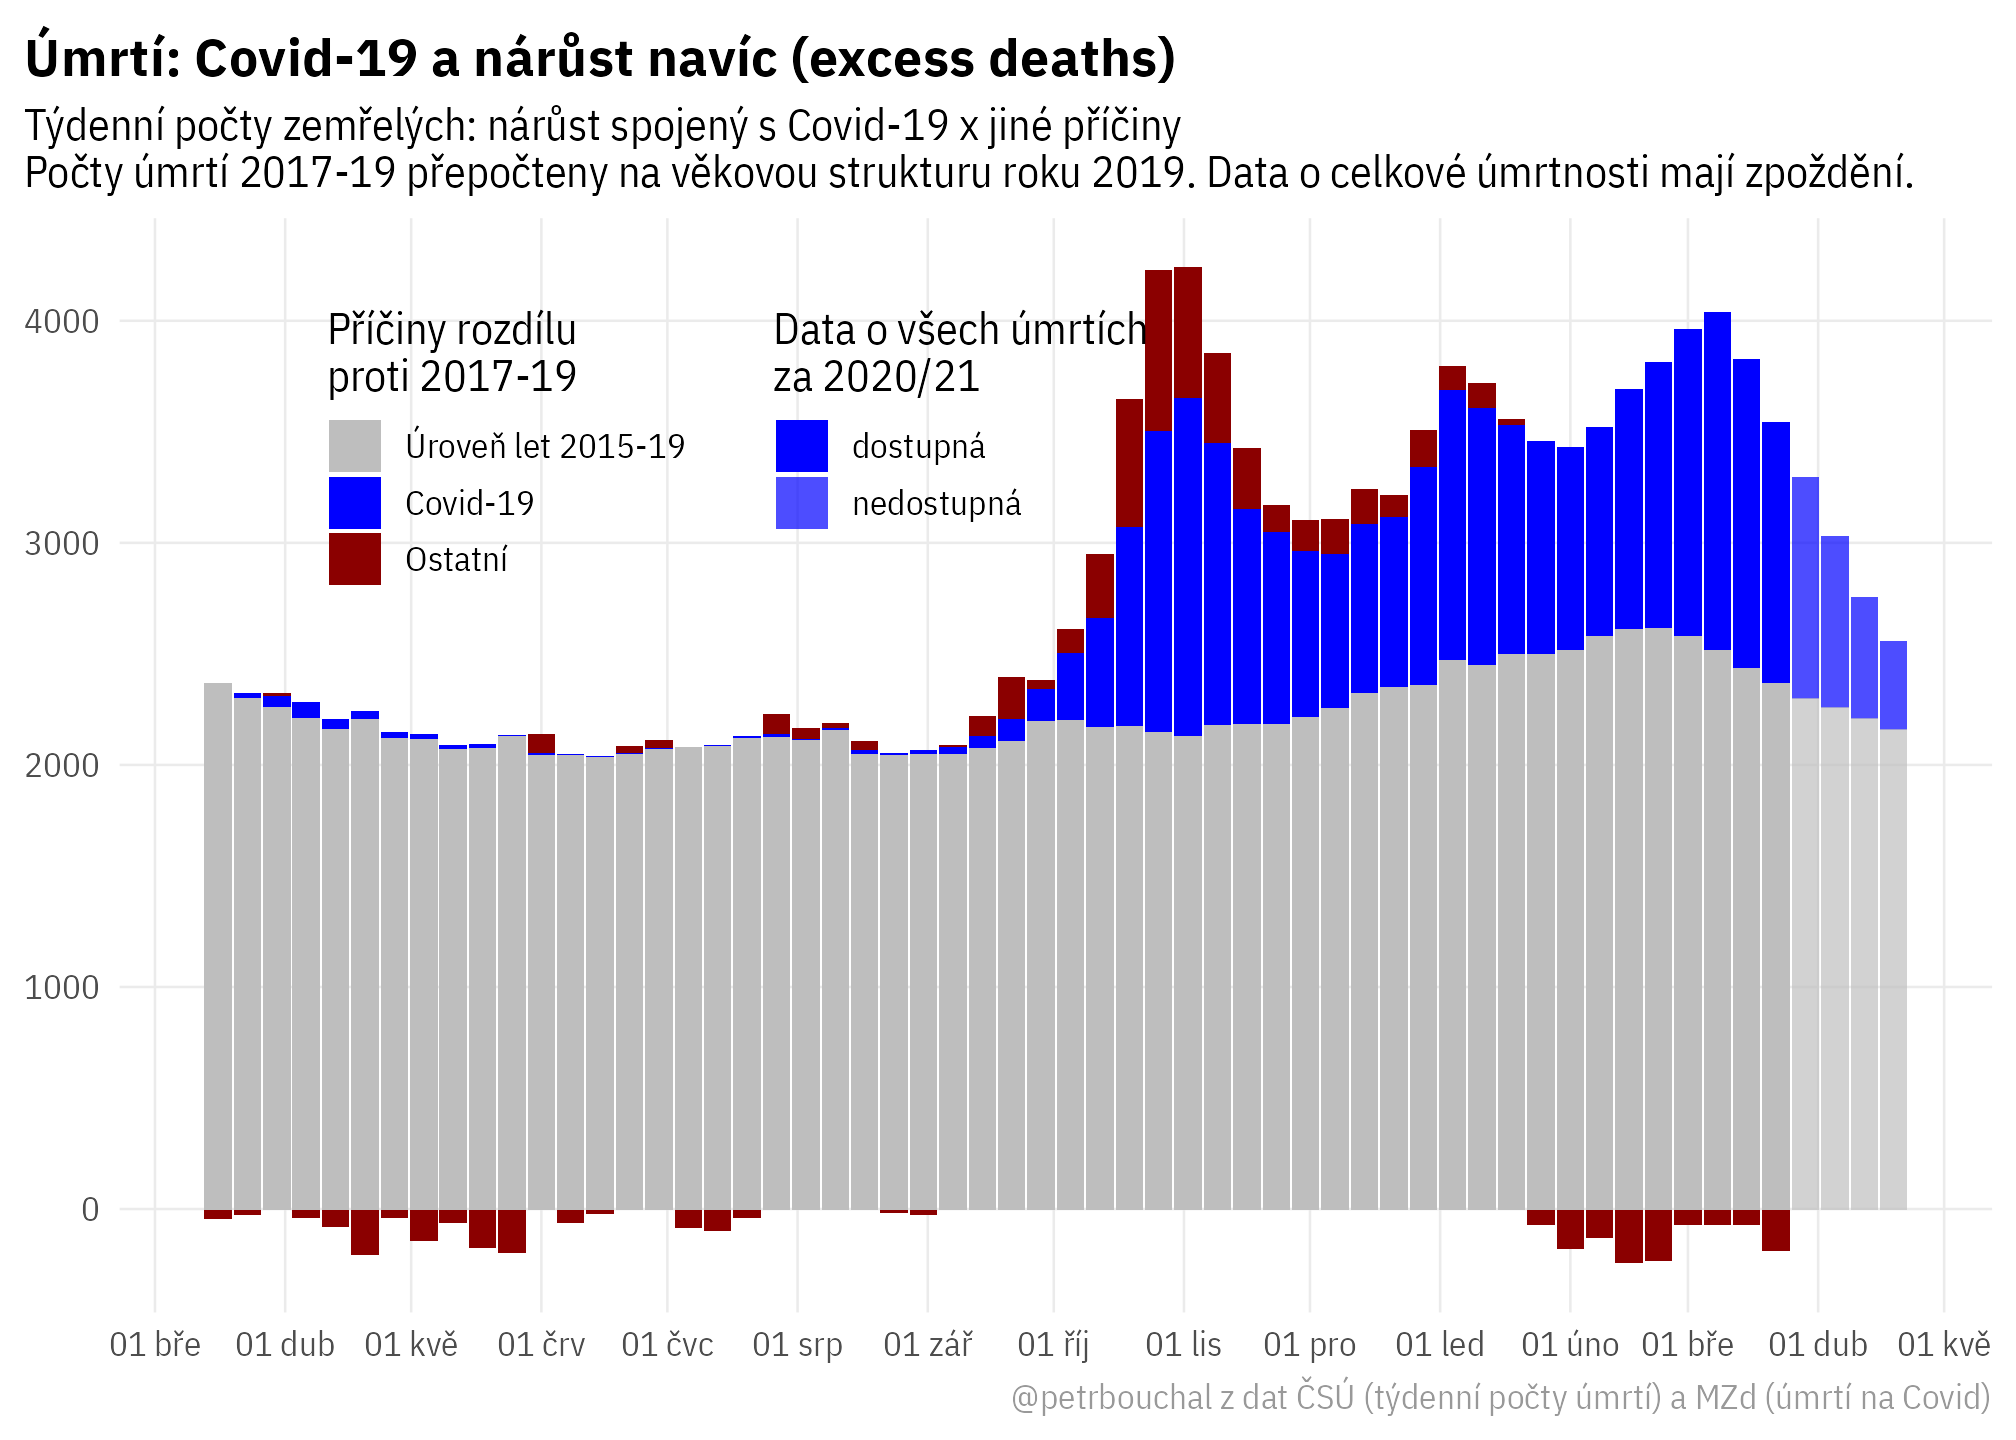 Úmrtí: Covid-19 a nárůst navíc (excess deaths)
Týdenní počty zemřelých: nárůst spojený s Covid-19 x jiné příčiny
Počty úmrtí 2017-19 přepočteny na věkovou strukturu roku 2019. Data o celkové úmrtnosti mají zpoždění.
Příčiny rozdílu
proti 2017-19
Úroveň let 2015-19
Covid-19
Ostatní
Data o všech úmrtích
za 2020/21
dostupná
nedostupná
4000
3000
2000
1000
0
01 bře 01 dub 01 kvě 01 črv 01 čvc 01 srp 01 zář 01 říj 01 lis 01 pro 01 led 01 úno 01 bře 01 dub 01 kvě
@petrbouchal z dat ČSÚ (týdenní počty úmrtí) a MZd (úmrtí na Covid)